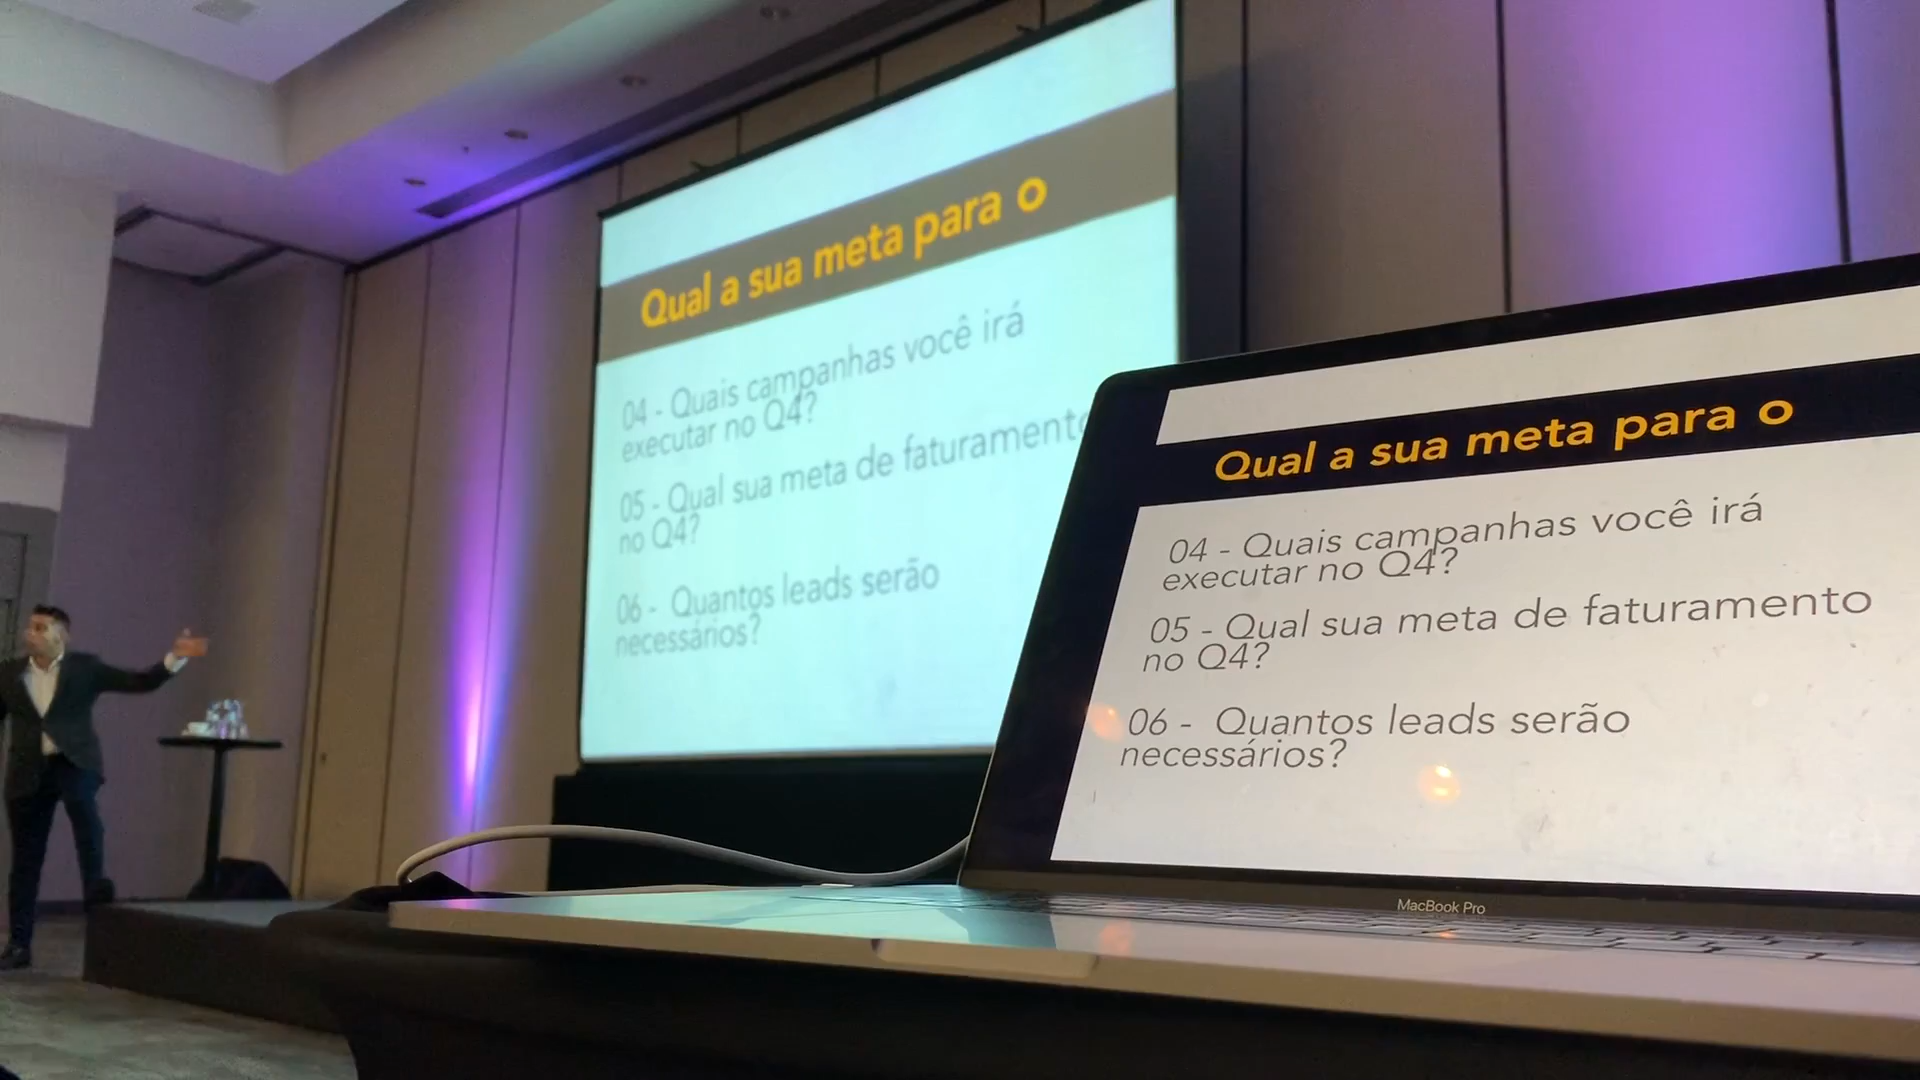 Qual a sua meta para o
04 - Quais campanhas você irá
executar no Q4?
05 - Qual sua meta de faturamento
no Q4?
06 - Quantos leads serão
necessários?
Qual a sua meta para o
04 - Quais campanhas você irá
executar no Q4?
05 - Qual sua meta de faturamento
no Q4?
06 - Quantos leads serão
necessários?
MacBook Pro